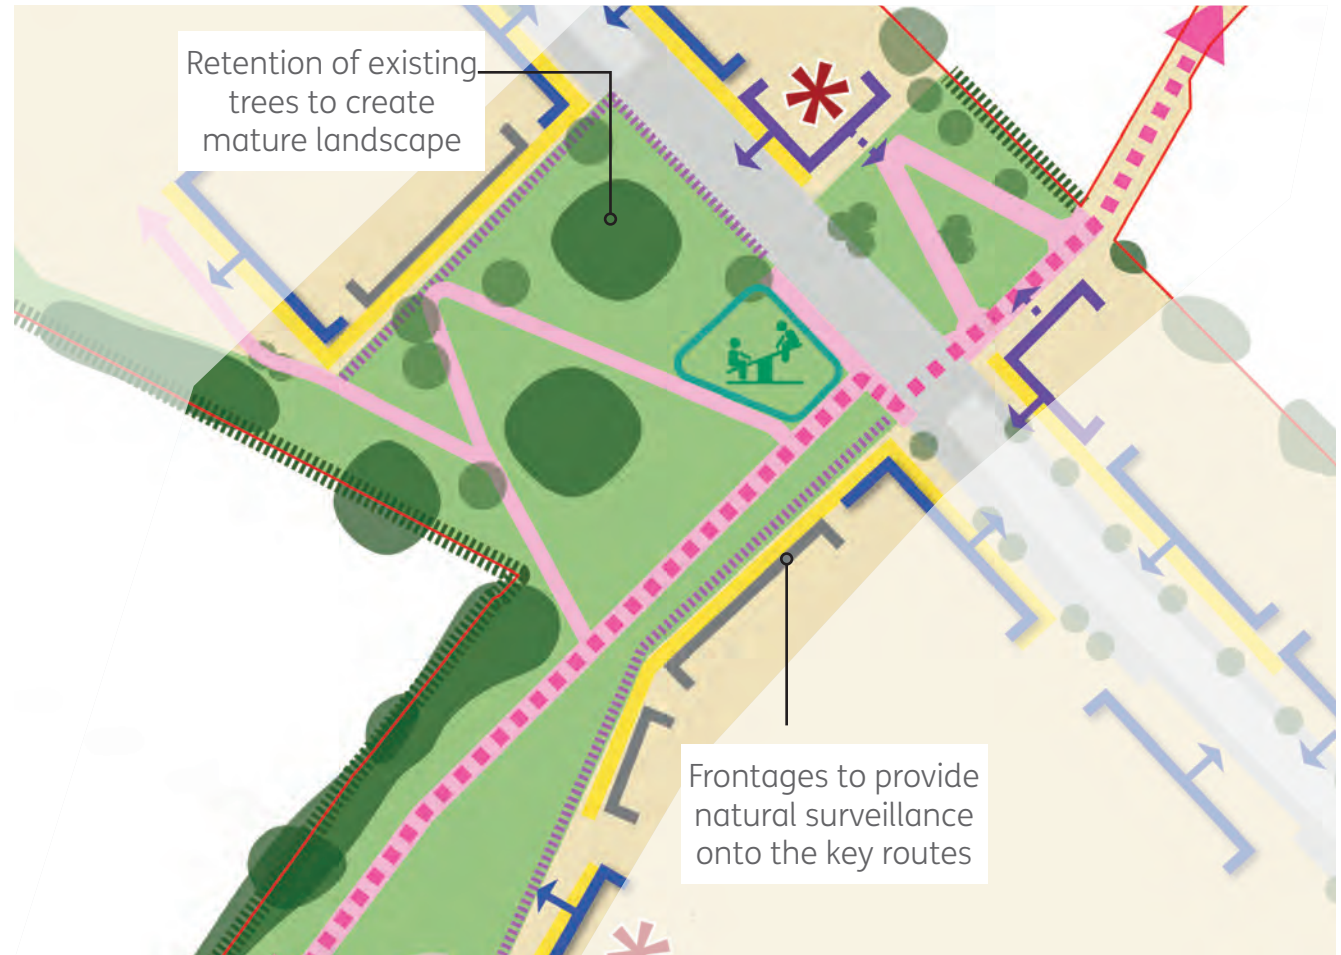 Retention of existing
trees to create
mature landscape
Frontages to provide
natural surveillance
onto the key routes